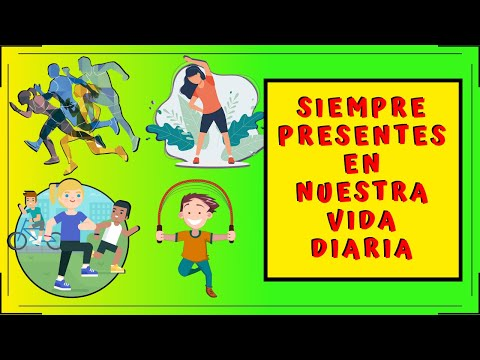 SIEMPRE
PRESENTES
EN
NUESTRA
VIDA
DIARIA